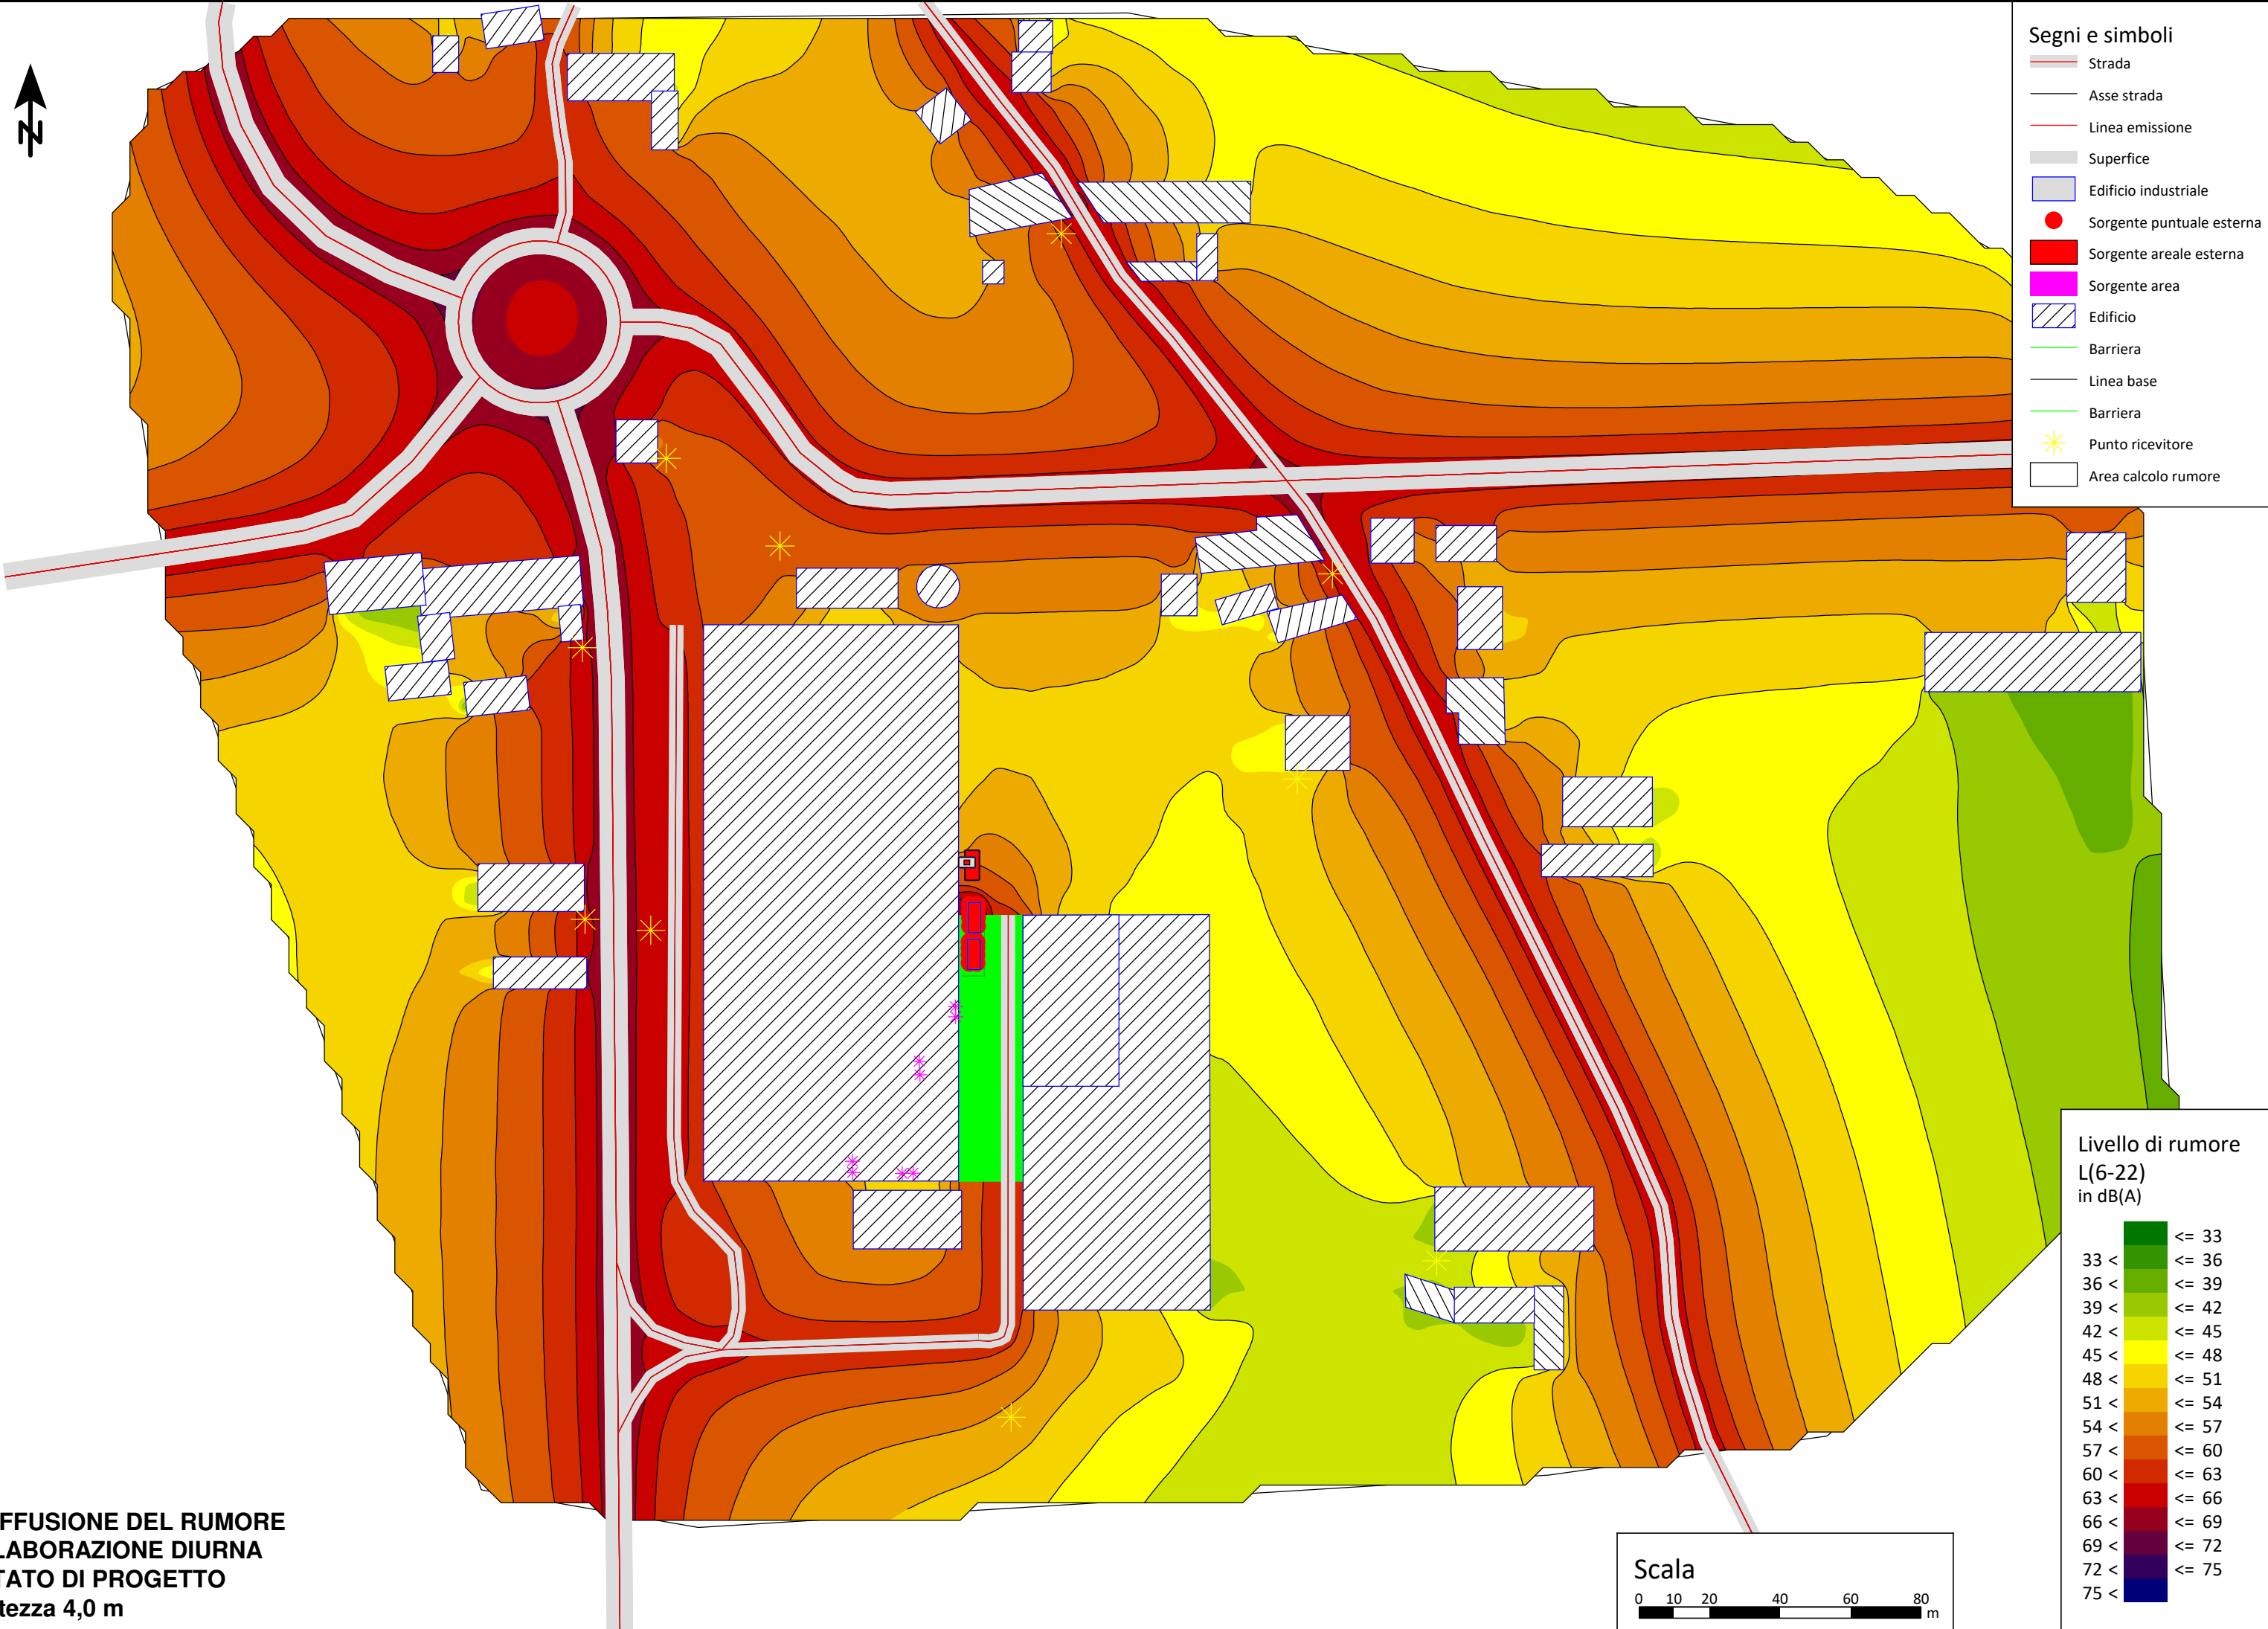 N
Segni e simboli
Strada
Asse strada
Linea emissione
Superfice
Edificio industriale
Sorgente puntuale esterna
Sorgente areale esterna
Sorgente area
Edificio
Barriera
Linea base
Barriera
Punto ricevitore
Area calcolo rumore
Livello di rumore
L(6-22)
in dB(A)
<= 33
33 < <= 36
36 < <= 39
39 < <= 42
42 < <= 45
45 < <= 48
48 < <= 51
51 < <= 54
54 < <= 57
57 < <= 60
60 < <= 63
63 < <= 66
66 < <= 69
69 < <= 72
72 < <= 75
75 <
FFUSIONE DEL RUMORE
LABORAZIONE DIURNA
TATO DI PROGETTO
tezza 4,0 m
Scala
0 10 20 40 60 80
m